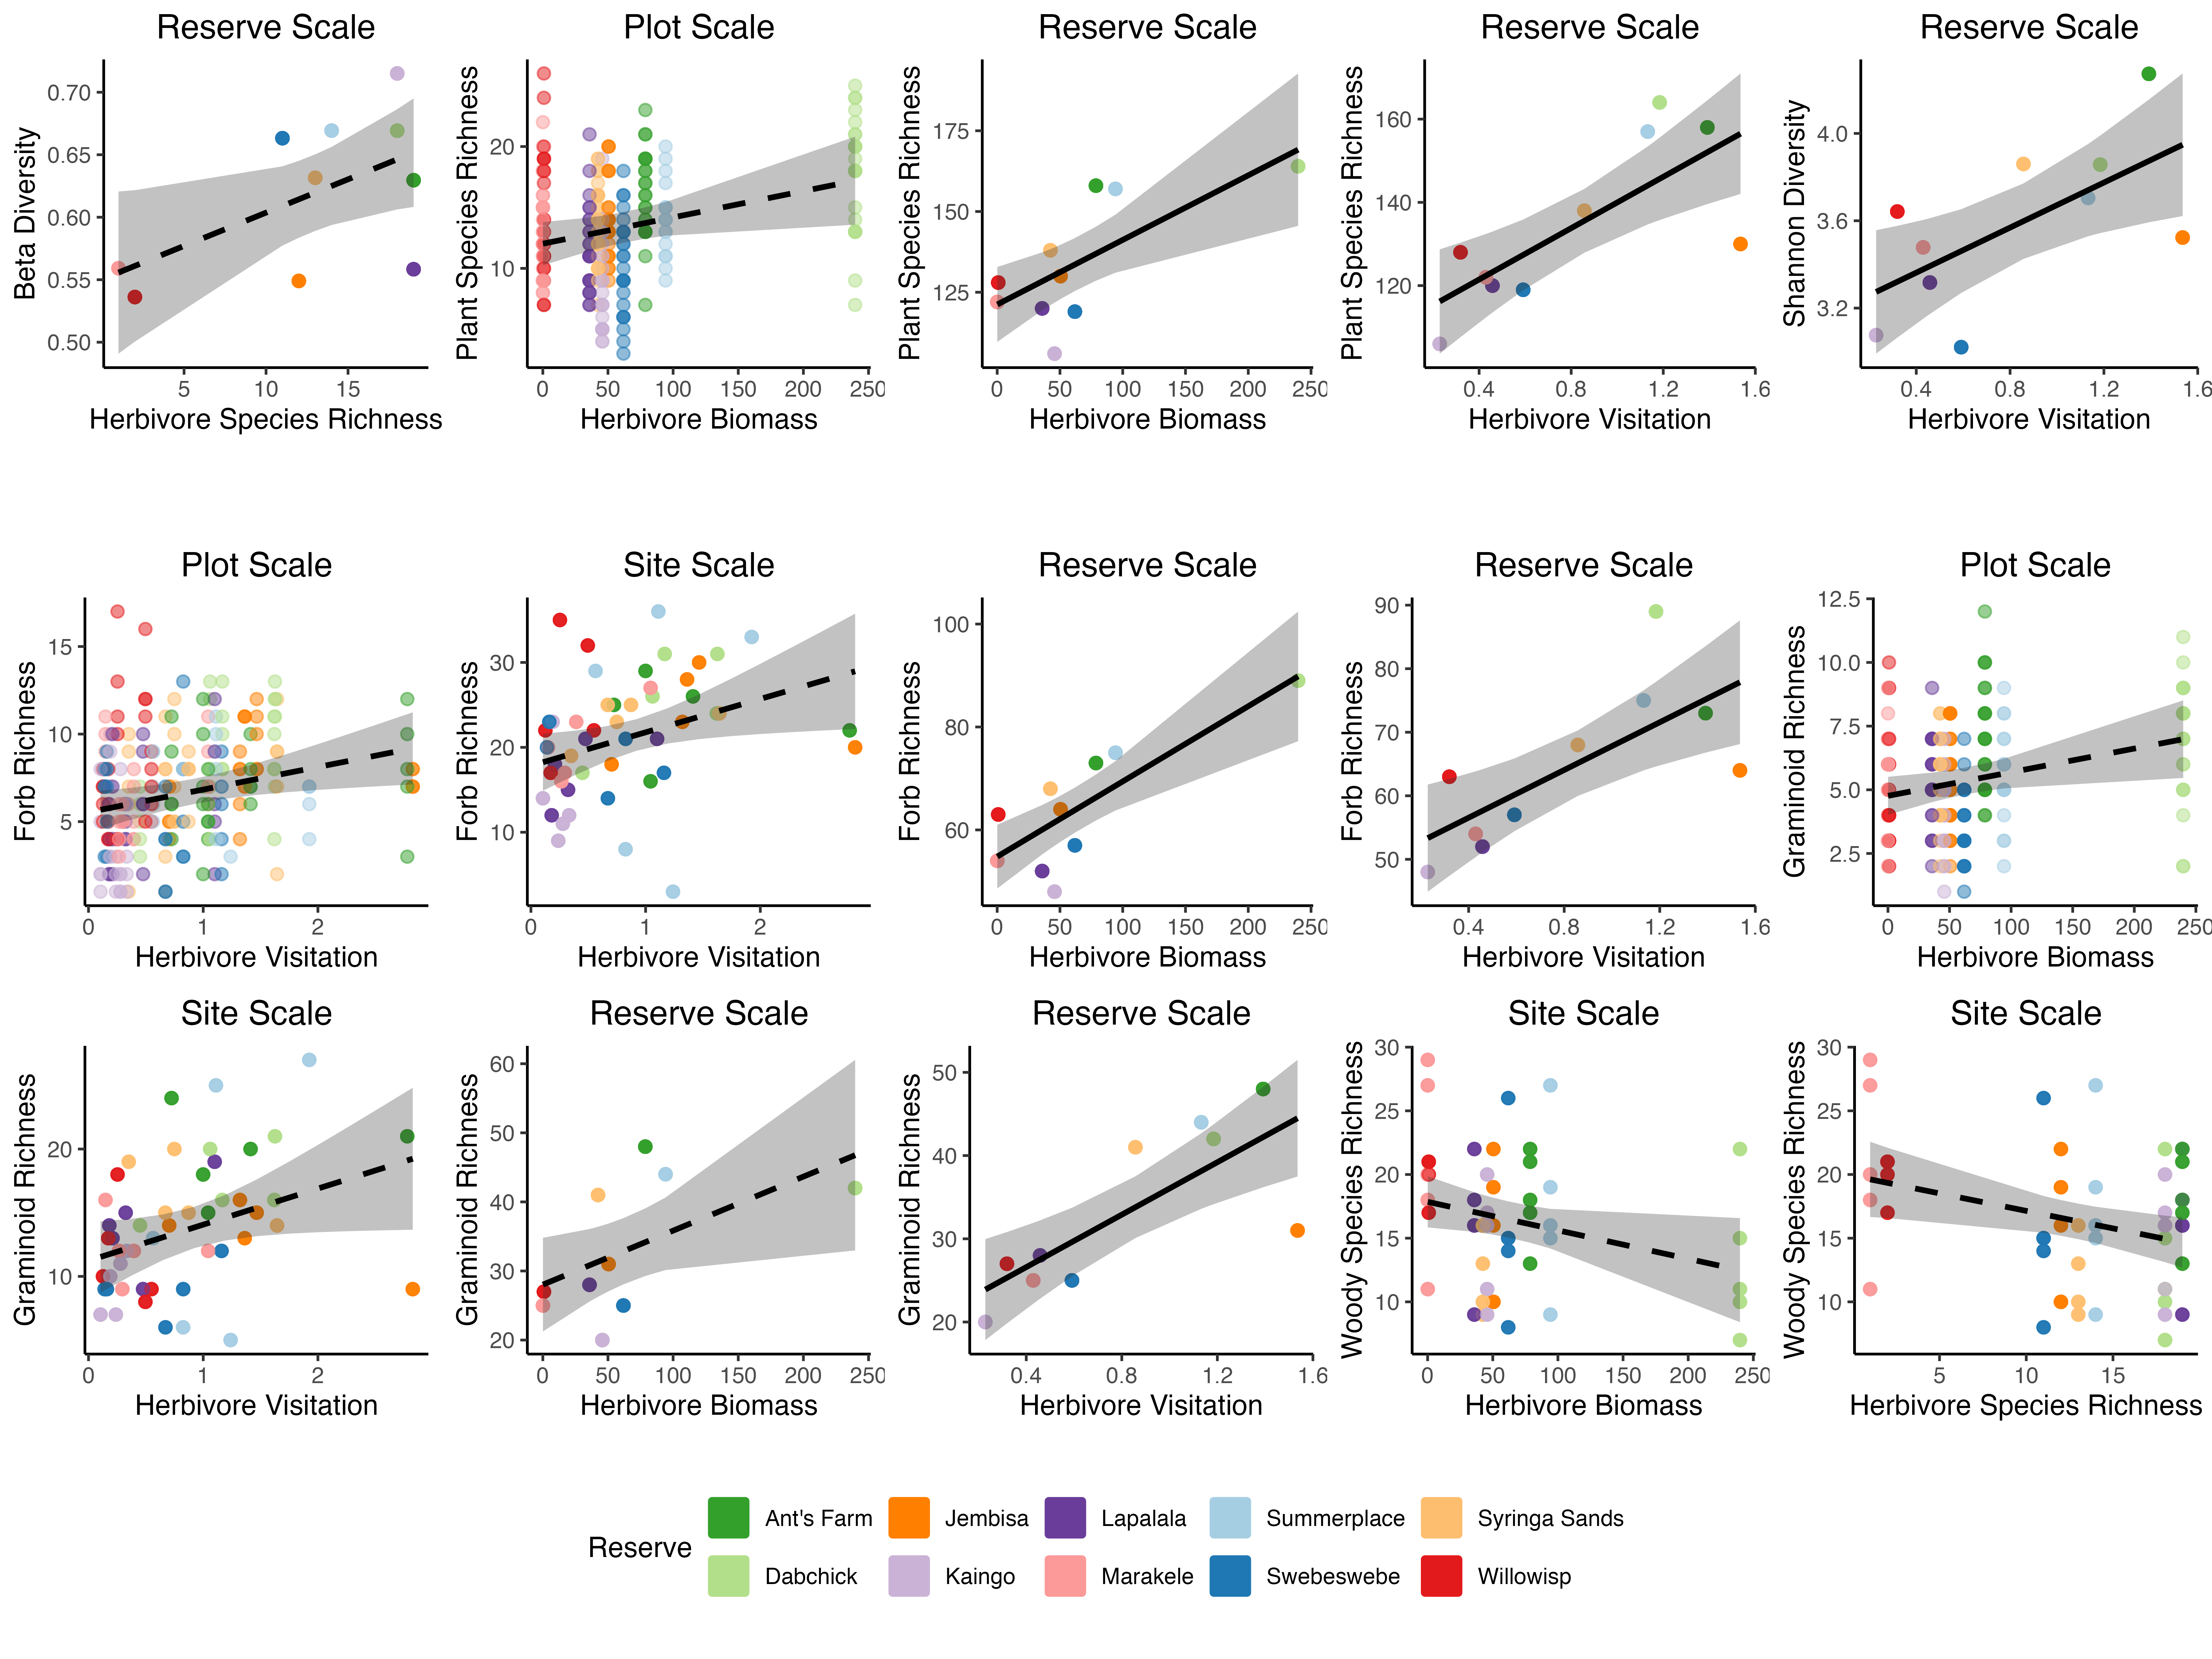 Reserve Scale
Beta Diversity
0.70
0.65
0.60
0.55
0.50
5 10 15
Herbivore Species Richness
Plot Scale
Plant Species Richness
20
10
0 50 100 150 200 250
Herbivore Biomass
Reserve Scale
Plant Species Richness
175
150
125
0 50 100 150 200 250
Herbivore Biomass
Reserve Scale
Plant Species Richness
160
140
120
0.4 0.8 1.2 1.6
Herbivore Visitation
Reserve Scale
Shannon Diversity
4.0
3.6
3.2
0.4 0.8 1.2 1.6
Herbivore Visitation
Plot Scale
Forb Richness
15
10
5
0 1 2
Herbivore Visitation
Site Scale
Forb Richness
30
20
10
0 1 2
Herbivore Visitation
Reserve Scale
Forb Richness
100
80
60
0 50 100 150 200 250
Herbivore Biomass
Reserve Scale
Forb Richness
90
80
70
60
50
0.4 0.8 1.2 1.6
Herbivore Visitation
Plot Scale
Graminoid Richness
12.5
10.0
7.5
5.0
2.5
0 50 100 150 200 250
Herbivore Biomass
Site Scale
Graminoid Richness
20
10
0 1 2
Herbivore Visitation
Reserve Scale
Graminoid Richness
60
50
40
30
20
0 50 100 150 200 250
Herbivore Biomass
Reserve Scale
Graminoid Richness
50
40
30
20
0.4 0.8 1.2 1.6
Herbivore Visitation
Site Scale
Woody Species Richness
30
25
20
15
10
0 50 100 150 200 250
Herbivore Biomass
Site Scale
Woody Species Richness
30
25
20
15
10
5 10 15
Herbivore Species Richness
Reserve
Ant's Farm Jembisa Lapalala Summerplace Syringa Sands
Dabchick Kaingo Marakele Swebeswebe Willowisp